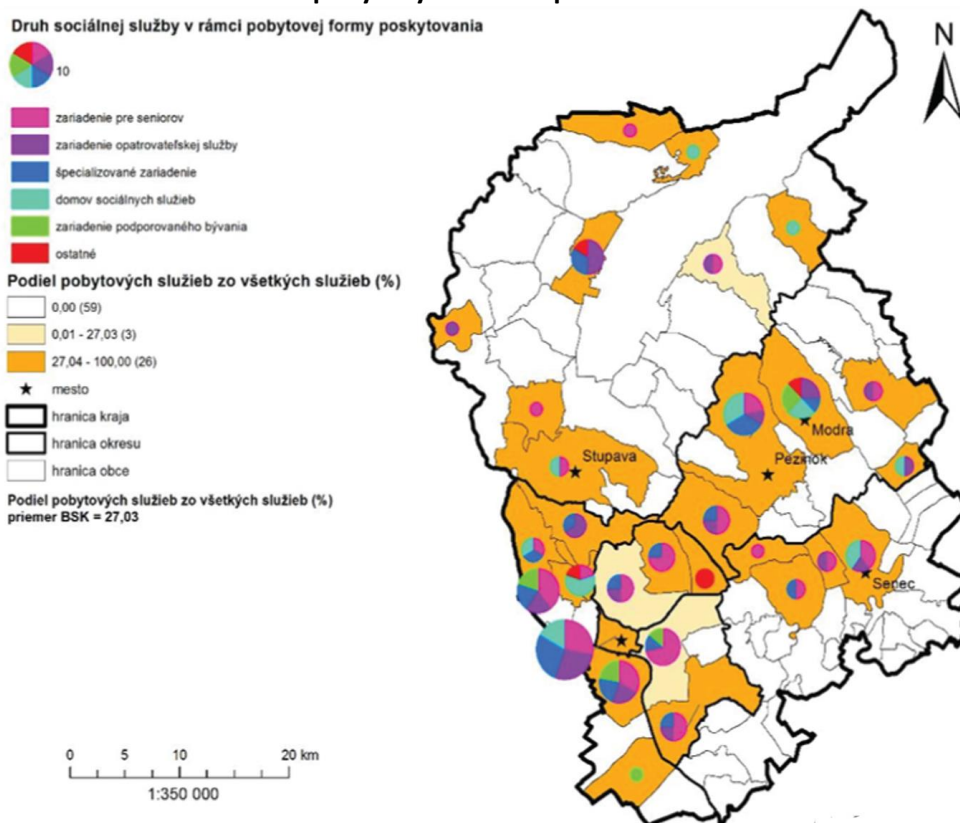 Druh sociálnej služby v rámci pobytovej formy poskytovania
N
10
zariadenie pre seniorov
zariadenie opatrovateľskej služby
špecializované zariadenie
domov sociálnych služieb
zariadenie podporovaného bývania
ostatné
Podiel pobytových služieb zo všetkých služieb (%)
0,00 (59)
0,01 - 27,03 (3)
27,04 - 100,00 (26)
mesto
hranica kraja
hranica okresu
hranica obce
Podiel pobytových služieb zo všetkých služieb (%)
priemer BSK = 27,03
Modra
Stupava
Pezinok
Senec
0 5 10 20 km
1:350 000